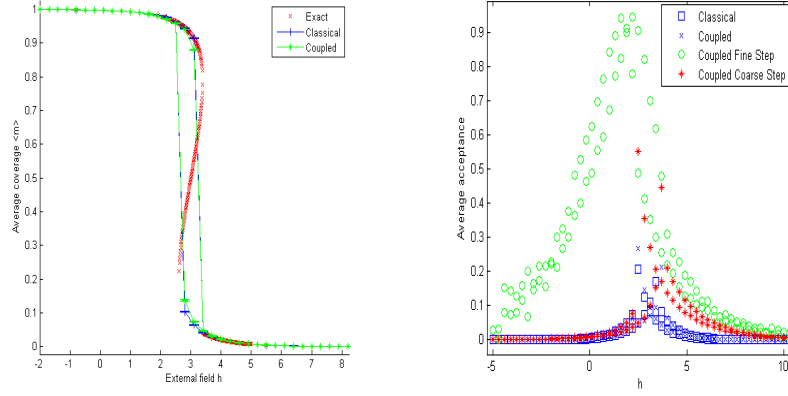 Exact
Classical
Coupled
1
0.9
0.8
0.7
0.6
0.5
0.4
0.3
0.2
0.1
0
Average coverage <m>
-2 -1 0 1 2 3 4 5 6 7 8
External field h
Classical
Coupled
Coupled Fine Step
Coupled Coarse Step
0.9
0.8
0.7
0.6
0.5
0.4
0.3
0.2
0.1
0
Average acceptance
-5 0 5 10
h